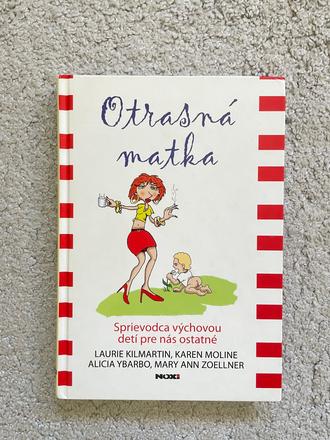 Otrasná
matka
Sprievodca výchovou
detí pre nás ostatné
LAURIE KILMARTIN, KAREN MOLINE
ALICIA YBARBO, MARY ANN ZOELLNER
NOXI